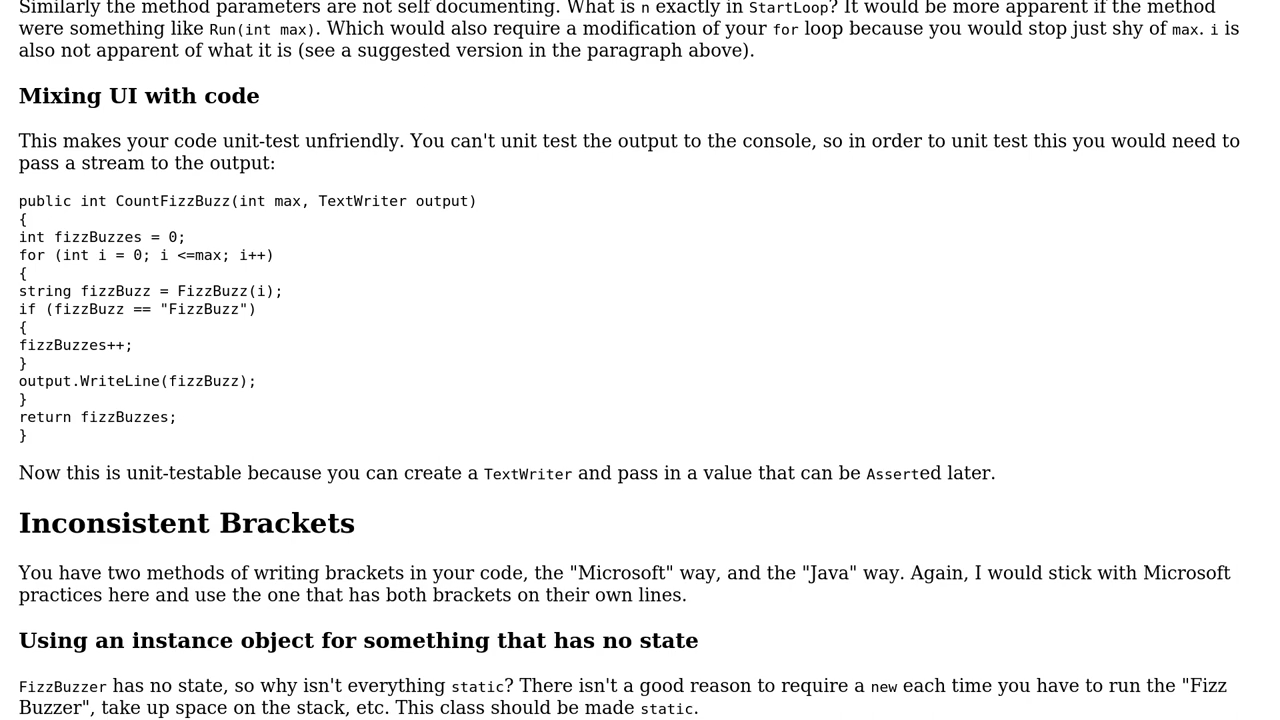 Similarly the method parameters are not self documenting. What is n exactly in StartLoop? It would be more apparent if the method
were something like Run(int max). Which would also require a modification of your for loop because you would stop just shy of max. i is
also not apparent of what it is (see a suggested version in the paragraph above).
Mixing UI with code
This makes your code unit-test unfriendly. You can't unit test the output to the console, so in order to unit test this you would need to
pass a stream to the output:
public int CountFizzBuzz(int max, TextWriter output)
{
int fizzBuzzes = 0;
for (int i = 0; i <=max; i++)
{
string fizzBuzz = FizzBuzz(i);
if (fizzBuzz == "FizzBuzz")
{
fizzBuzzes++;
}
output.WriteLine(fizzBuzz);
}
return fizzBuzzes;
}
Now this is unit-testable because you can create a TextWriter and pass in a value that can be Asserted later.
Inconsistent Brackets
You have two methods of writing brackets in your code, the "Microsoft" way, and the "Java" way. Again, I would stick with Microsoft
practices here and use the one that has both brackets on their own lines.
Using an instance object for something that has no state
FizzBuzzer has no state, so why isn't everything static? There isn't a good reason to require a new each time you have to run the "Fizz
Buzzer", take up space on the stack, etc. This class should be made static.